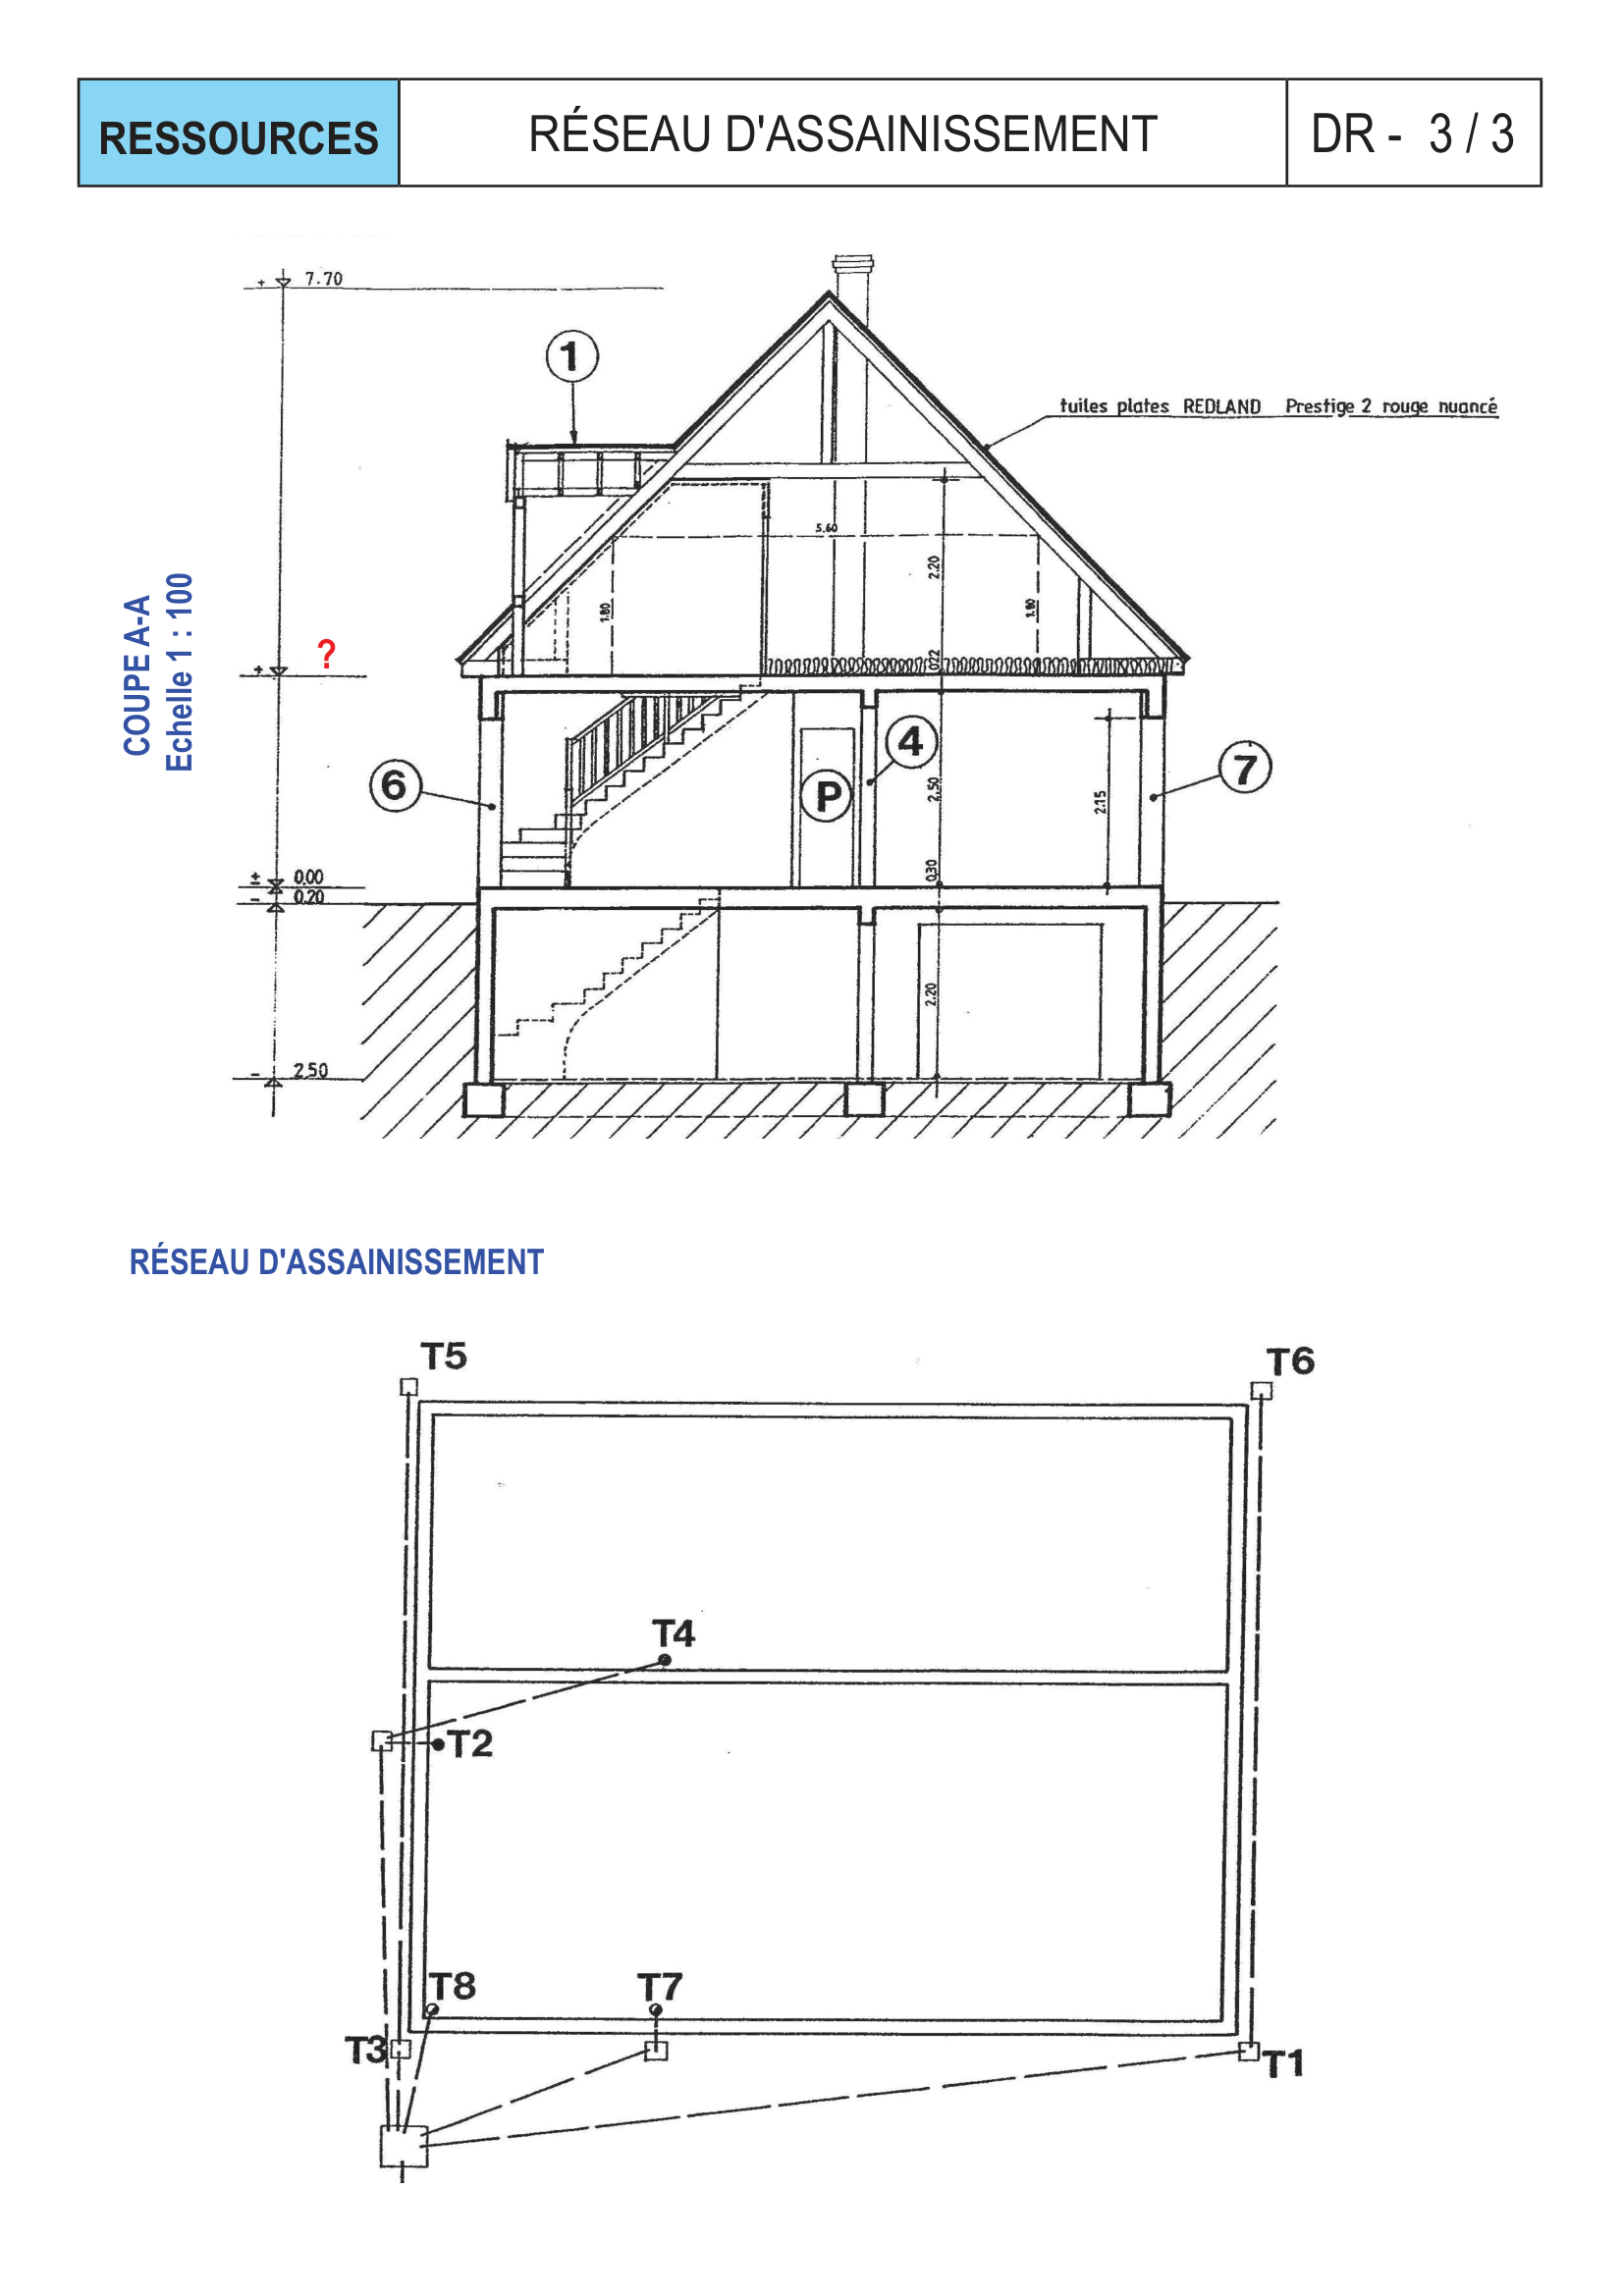 RESSOURCES
RÉSEAU D'ASSAINISSEMENT
DR - 3 / 3
+ 7.70
1
tuiles plates REDLAND Prestige 2 rouge nuancé
5.60
2.20
1.80
1.80
COUPE A-A
Echelle 1 : 100
+ ?
0.22
4
7
6
P
2.50
2.15
0.30
± 0.00
- 0.20
2.20
- 2.50
RÉSEAU D'ASSAINISSEMENT
T5
T6
T4
T2
T8
T7
T3
T1